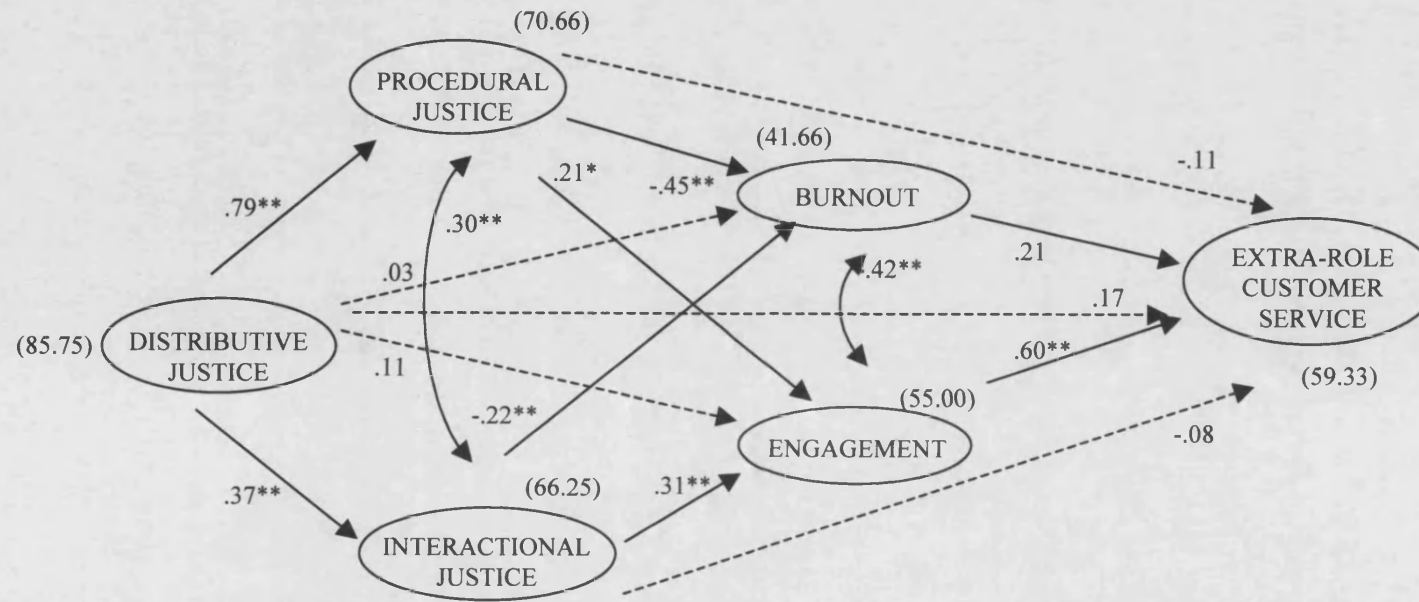 (70.66)
PROCEDURAL
JUSTICE
(41.66)
-.11
.21*
-.45**
BURNOUT
.79**
.30**
.21
EXTRA-ROLE
CUSTOMER
SERVICE
.03
-.42**
.17
(85.75)
DISTRIBUTIVE
JUSTICE
.11
.60**
(59.33)
(55.00)
-.22**
ENGAGEMENT
-.08
.37**
(66.25)
.31**
INTERACTIONAL
JUSTICE